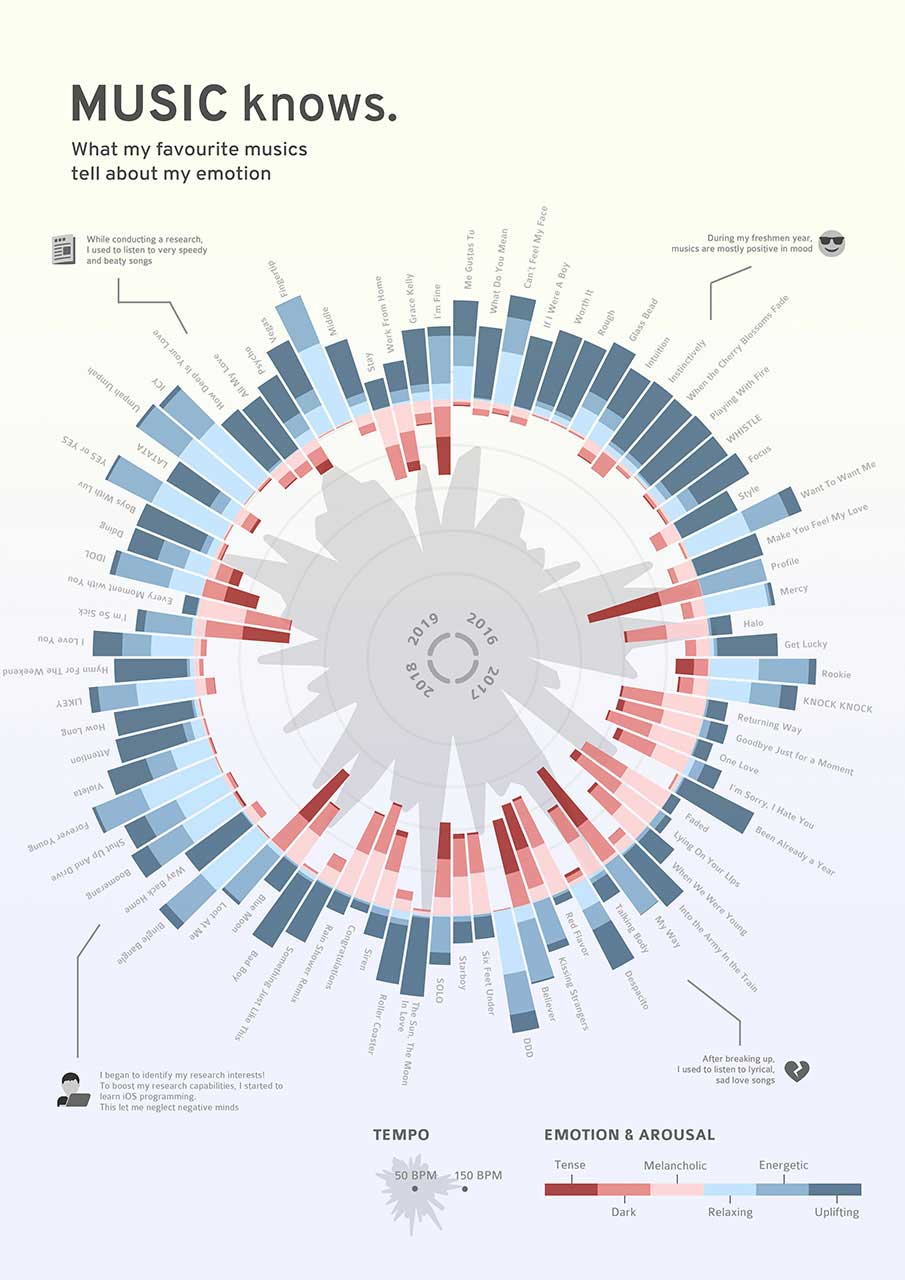 MUSIC knows.
What my favourite musics
tell about my emotion
While conducting a research,
I used to listen to very speedy
and beaty songs
During my freshmen year,
musics are mostly positive in mood
Me Gustas Tu
What Do You Mean
Can't Feel My Face
If I Were A Boy
Worth It
Rough
Glass Bead
Intuition
Instinctively
When the Cherry Blossoms Fade
Playing With Fire
WHISTLE
Focus
Style
Want To Want Me
Make You Feel My Love
Profile
Mercy
Halo
Get Lucky
Rookie
KNOCK KNOCK
Returning Way
Goodbye Just for a Moment
One Love
I'm Sorry, I Hate You
Been Already a Year
Faded
Lying On Your Lips
When We Were Young
Into the Army In the Train
My Way
Talking Body
Despacito
Red Flavor
Kissing Strangers
Believer
DDD
Six Feet Under
Starboy
SOLO
The Sun, The Moon
In Love
Roller Coaster
Siren
Congratulations
Rain Shower Remix
Something Just Like This
Bad Boy
Blue Moon
Lost At Me
Bingle Bangle
Way Back Home
Boomerang
Shut Up And Drive
Forever Young
Violeta
Attention
How Long
LIKEY
Hymn For The Weekend
I Love You
I'm So Sick
Every Moment with You
IDOL
Dding
Boys With Luv
YES or YES
LATATA
Umpah Umpah
ICY
How Deep Is Your Love
All My Love
Psycho
Vegas
Fingertip
Middle
Stay
Work From Home
Grace Kelly
I'm Fine
2019
2016
2018
2017
I began to identify my research interests!
To boost my research capabilities, I started to
learn iOS programming.
This let me neglect negative minds
After breaking up,
I used to listen to lyrical,
sad love songs
TEMPO
50 BPM
150 BPM
EMOTION & AROUSAL
Tense
Melancholic
Energetic
Dark
Relaxing
Uplifting